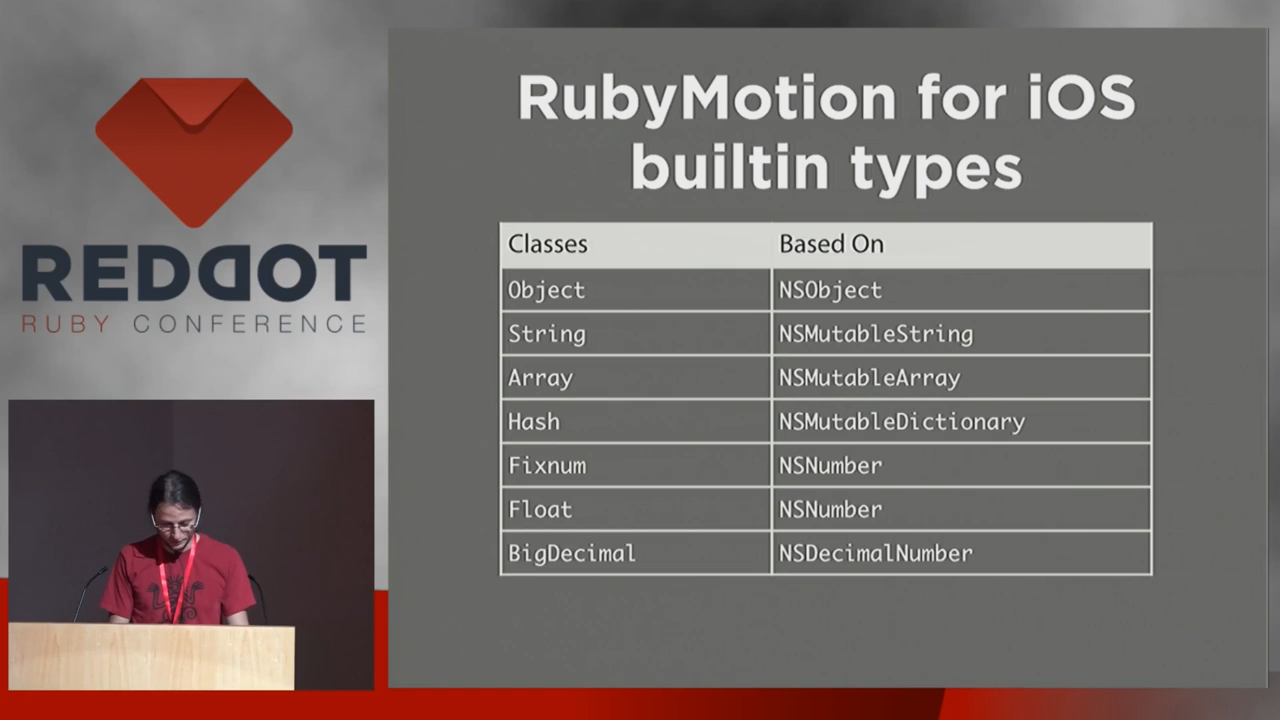 REDDOT
RUBY CONFERENCE
RubyMotion for iOS
builtin types
Classes Based On
Object NSObject
String NSMutableString
Array NSMutableArray
Hash NSMutableDictionary
Fixnum NSNumber
Float NSNumber
BigDecimal NSDecimalNumber